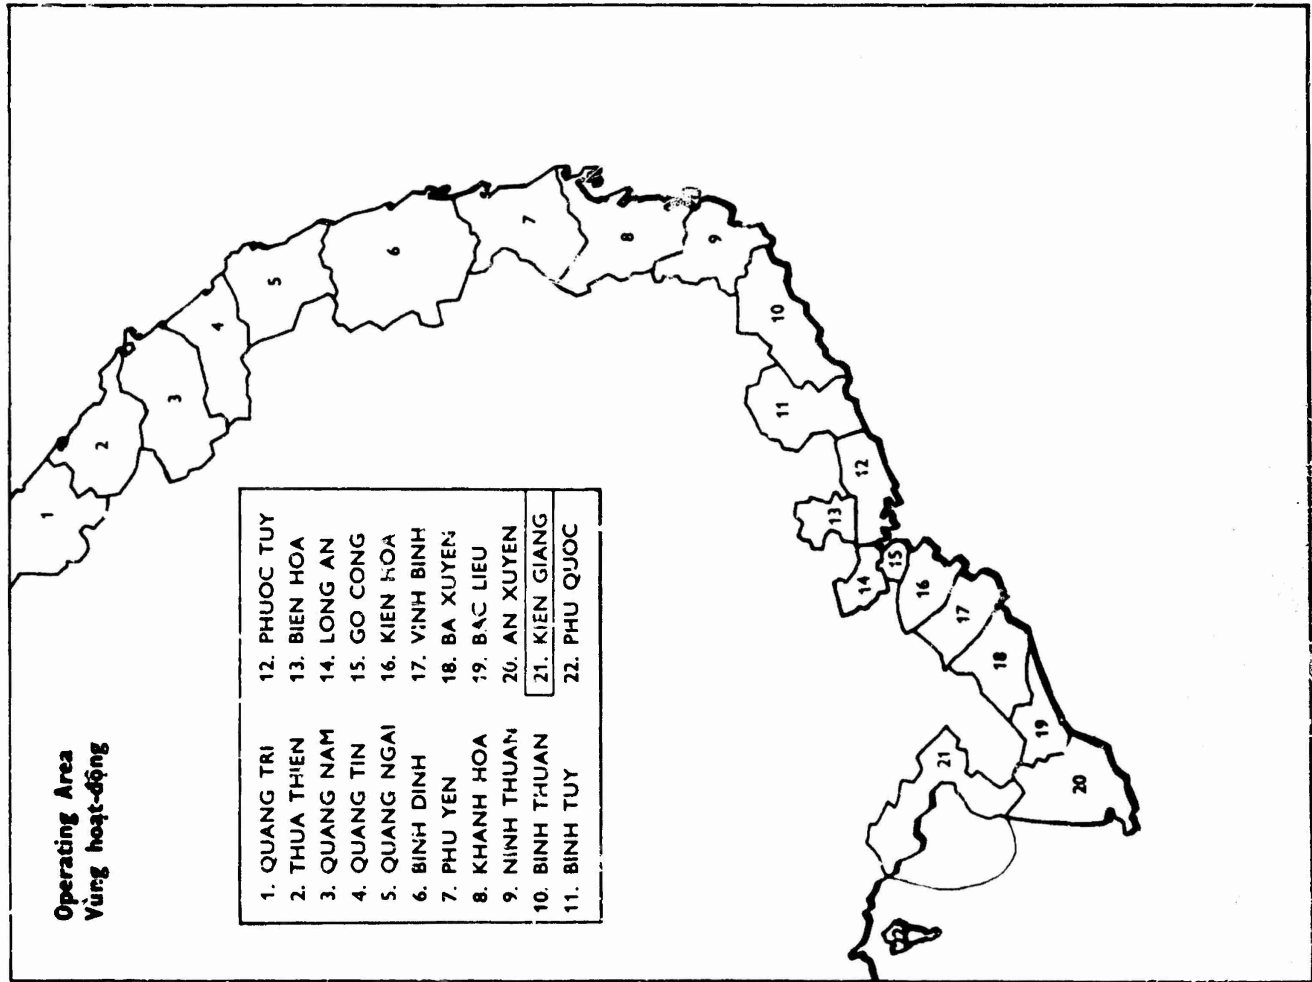 Operating Area
Vùng hoạt-động
1. QUANG TRI
2. THUA THIEN
3. QUANG NAM
4. QUANG TIN
5. QUANG NGAI
6. BINH DINH
7. PHU YEN
8. KHANH HOA
9. NINH THUAN
10. BINH THUAN
11. BINH TUY
12. PHUOC TUY
13. BIEN HOA
14. LONG AN
15. GO CONG
16. KIEN HOA
17. VINH BINH
18. BA XUYEN
19. BAC LIEU
20. AN XUYEN
21. KIEN GIANG
22. PHU QUOC
1
2
3
4
5
6
7
8
9
10
11
12
13
14
15
16
17
18
19
20
21
22